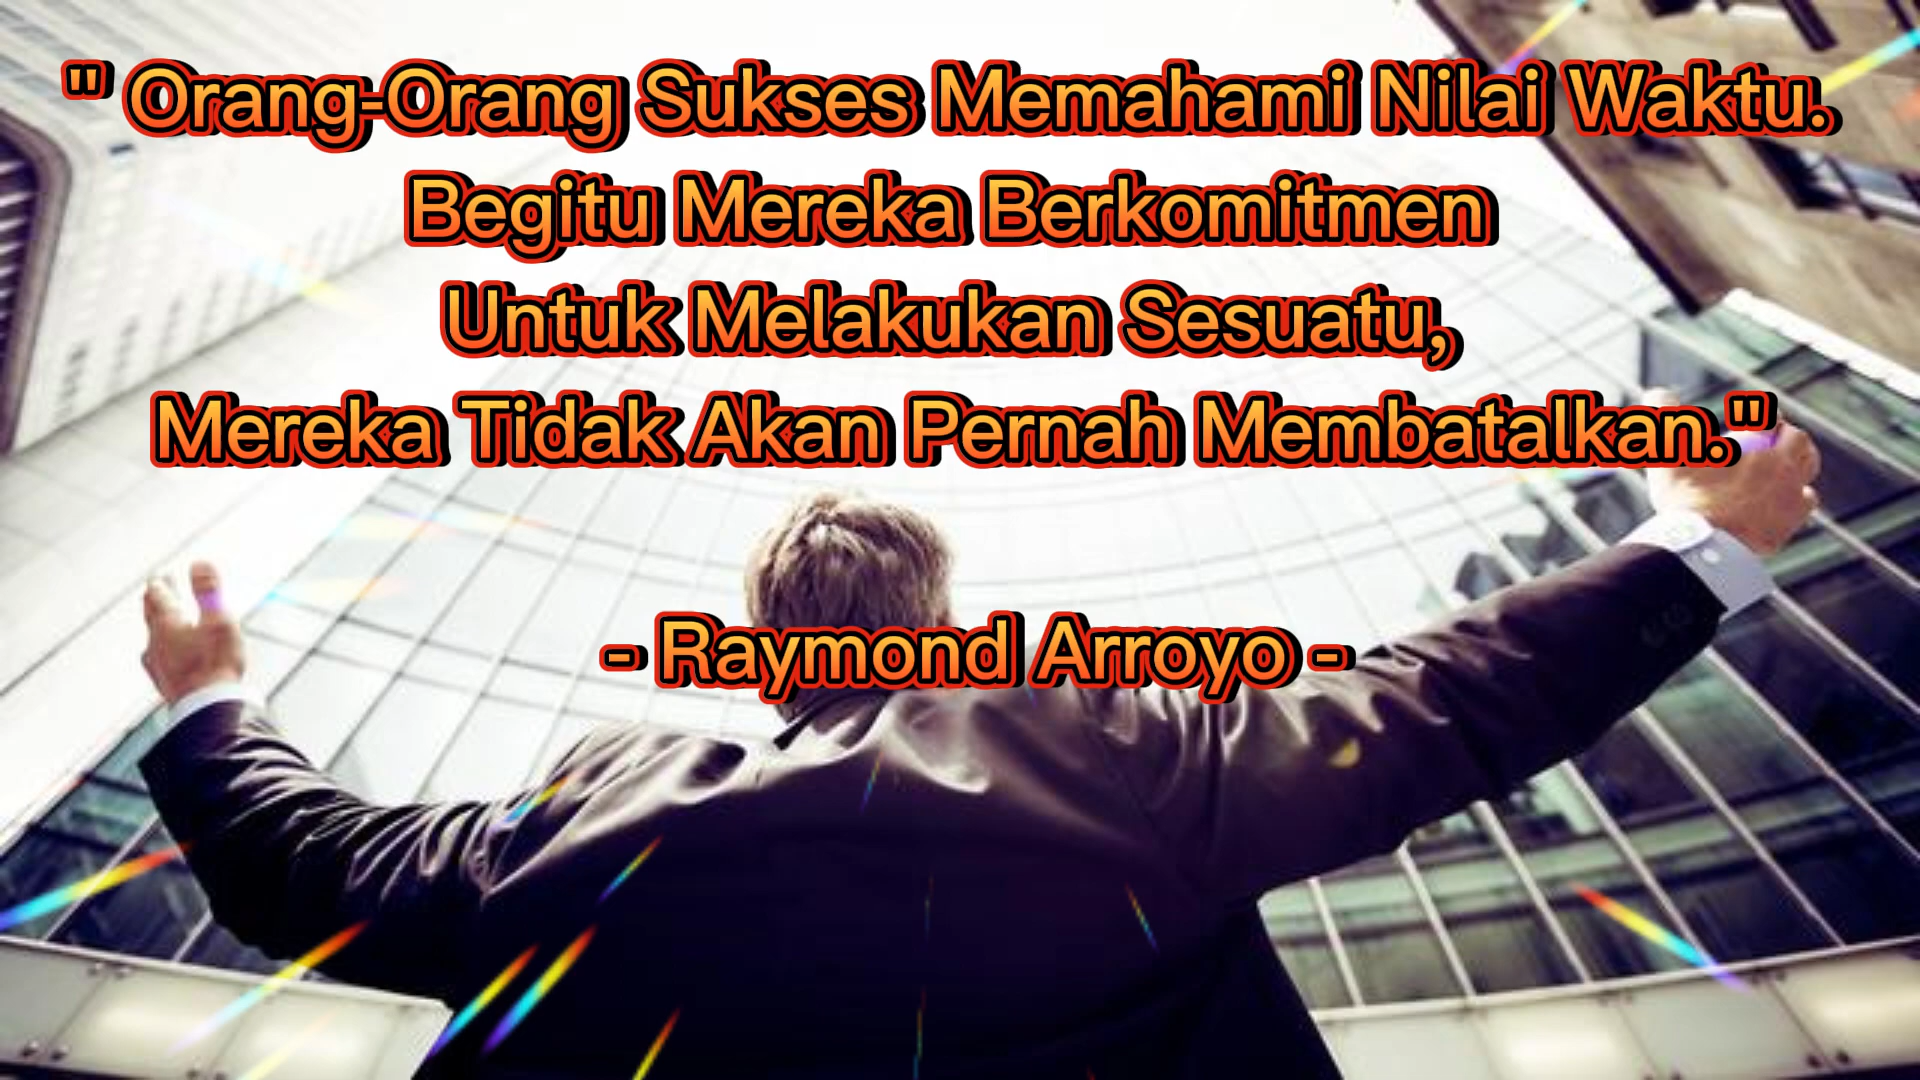 " Orang-Orang Sukses Memahami Nilai Waktu.
Begitu Mereka Berkomitmen
Untuk Melakukan Sesuatu,
Mereka Tidak Akan Pernah Membatalkan."
- Raymond Arroyo -